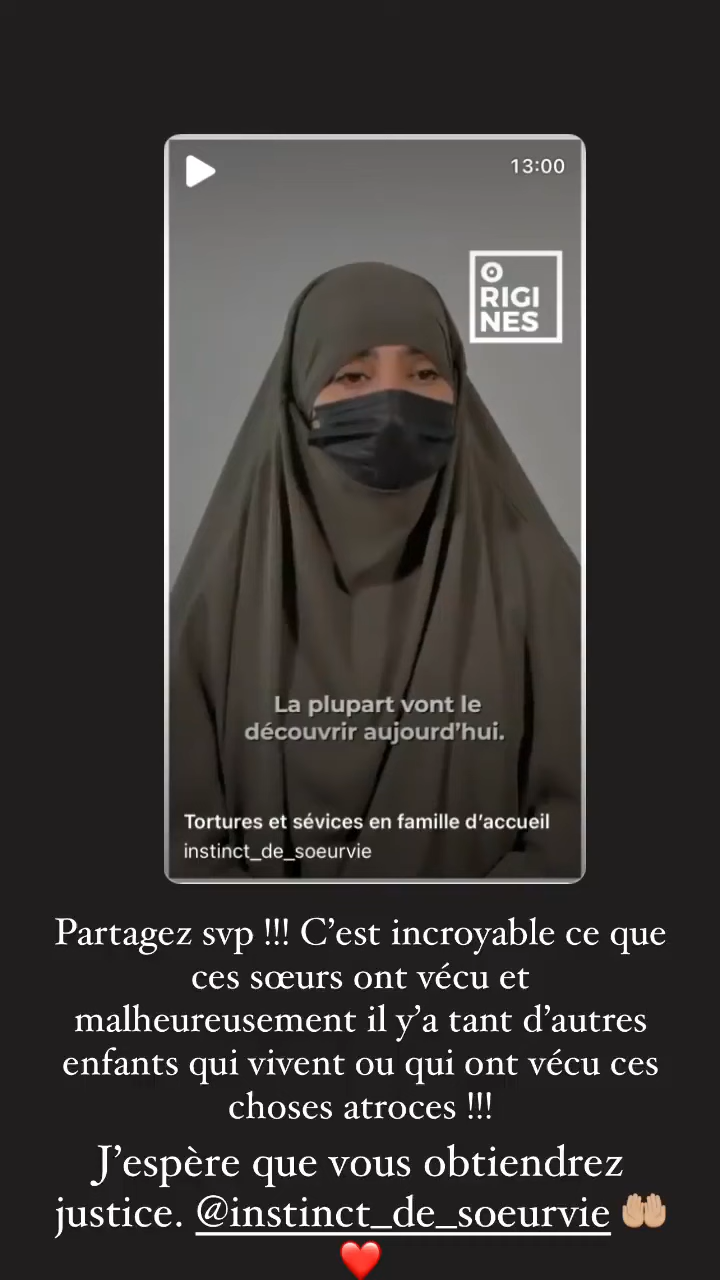 13:00
ORIGI
NES
La plupart vont le
découvrir aujourd’hui.
Tortures et sévices en famille d’accueil
instinct_de_soeurvie
Partagez svp !!! C’est incroyable ce que
ces sœurs ont vécu et
malheureusement il y’a tant d’autres
enfants qui vivent ou qui ont vécu ces
choses atroces !!!
J’espère que vous obtiendrez
justice. @instinct_de_soeurvie 🤲🏼
❤️